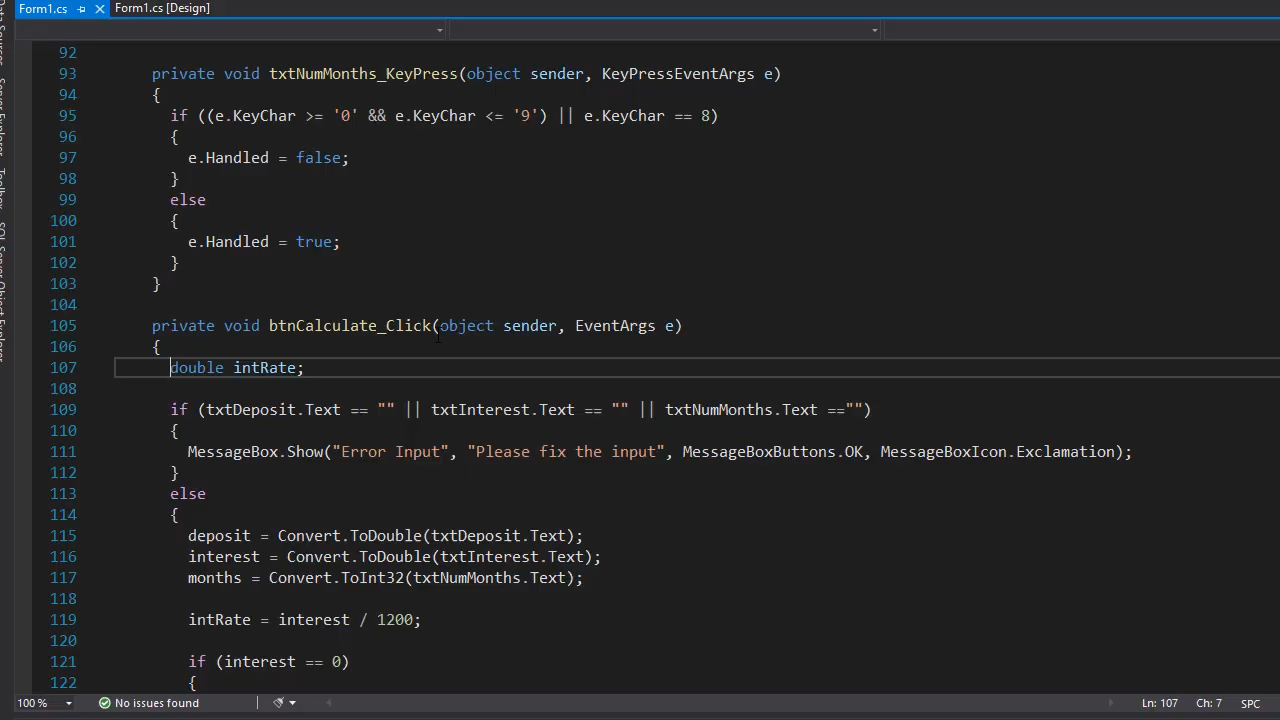 Form1.cs
Form1.cs [Design]
Toolbox
92
93 private void txtNumMonths_KeyPress(object sender, KeyPressEventArgs e)
94 {
95 if ((e.KeyChar >= '0' && e.KeyChar <= '9') || e.KeyChar == 8)
96 {
97 e.Handled = false;
98 }
99 else
100 {
101 e.Handled = true;
102 }
103 }
104
105 private void btnCalculate_Click(object sender, EventArgs e)
106 {
107 double intRate;
108
109 if (txtDeposit.Text == "" || txtInterest.Text == "" || txtNumMonths.Text =="")
110 {
111 MessageBox.Show("Error Input", "Please fix the input", MessageBoxButtons.OK, MessageBoxIcon.Exclamation);
112 }
113 else
114 {
115 deposit = Convert.ToDouble(txtDeposit.Text);
116 interest = Convert.ToDouble(txtInterest.Text);
117 months = Convert.ToInt32(txtNumMonths.Text);
118
119 intRate = interest / 1200;
120
121 if (interest == 0)
122 {
100 %
No issues found
Ln: 107
Ch: 7
SPC